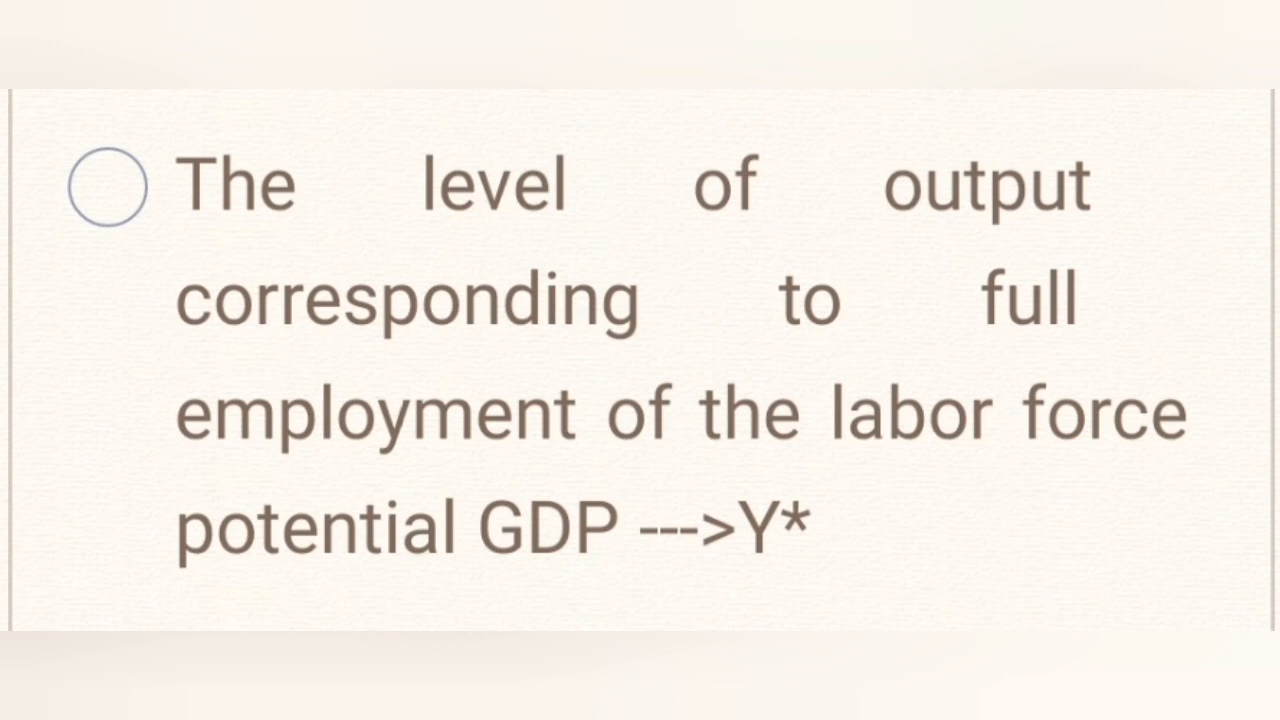 The level of output
corresponding to full
employment of the labor force
potential GDP --->Y*